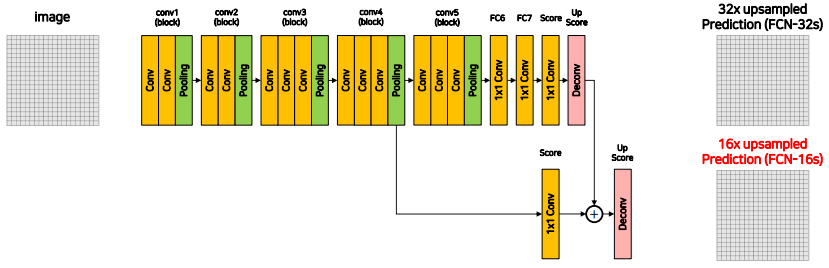 image
conv1
(block)
conv2
(block)
conv3
(block)
conv4
(block)
conv5
(block)
FC6
FC7
Score
Up
Score
32x upsampled
Prediction (FCN-32s)
Conv
Conv
Pooling
Conv
Conv
Pooling
Conv
Conv
Conv
Pooling
Conv
Conv
Conv
Pooling
Conv
Conv
Conv
Pooling
1x1 Conv
1x1 Conv
1x1 Conv
Deconv
Score
Up
Score
16x upsampled
Prediction (FCN-16s)
1x1 Conv
+
Deconv